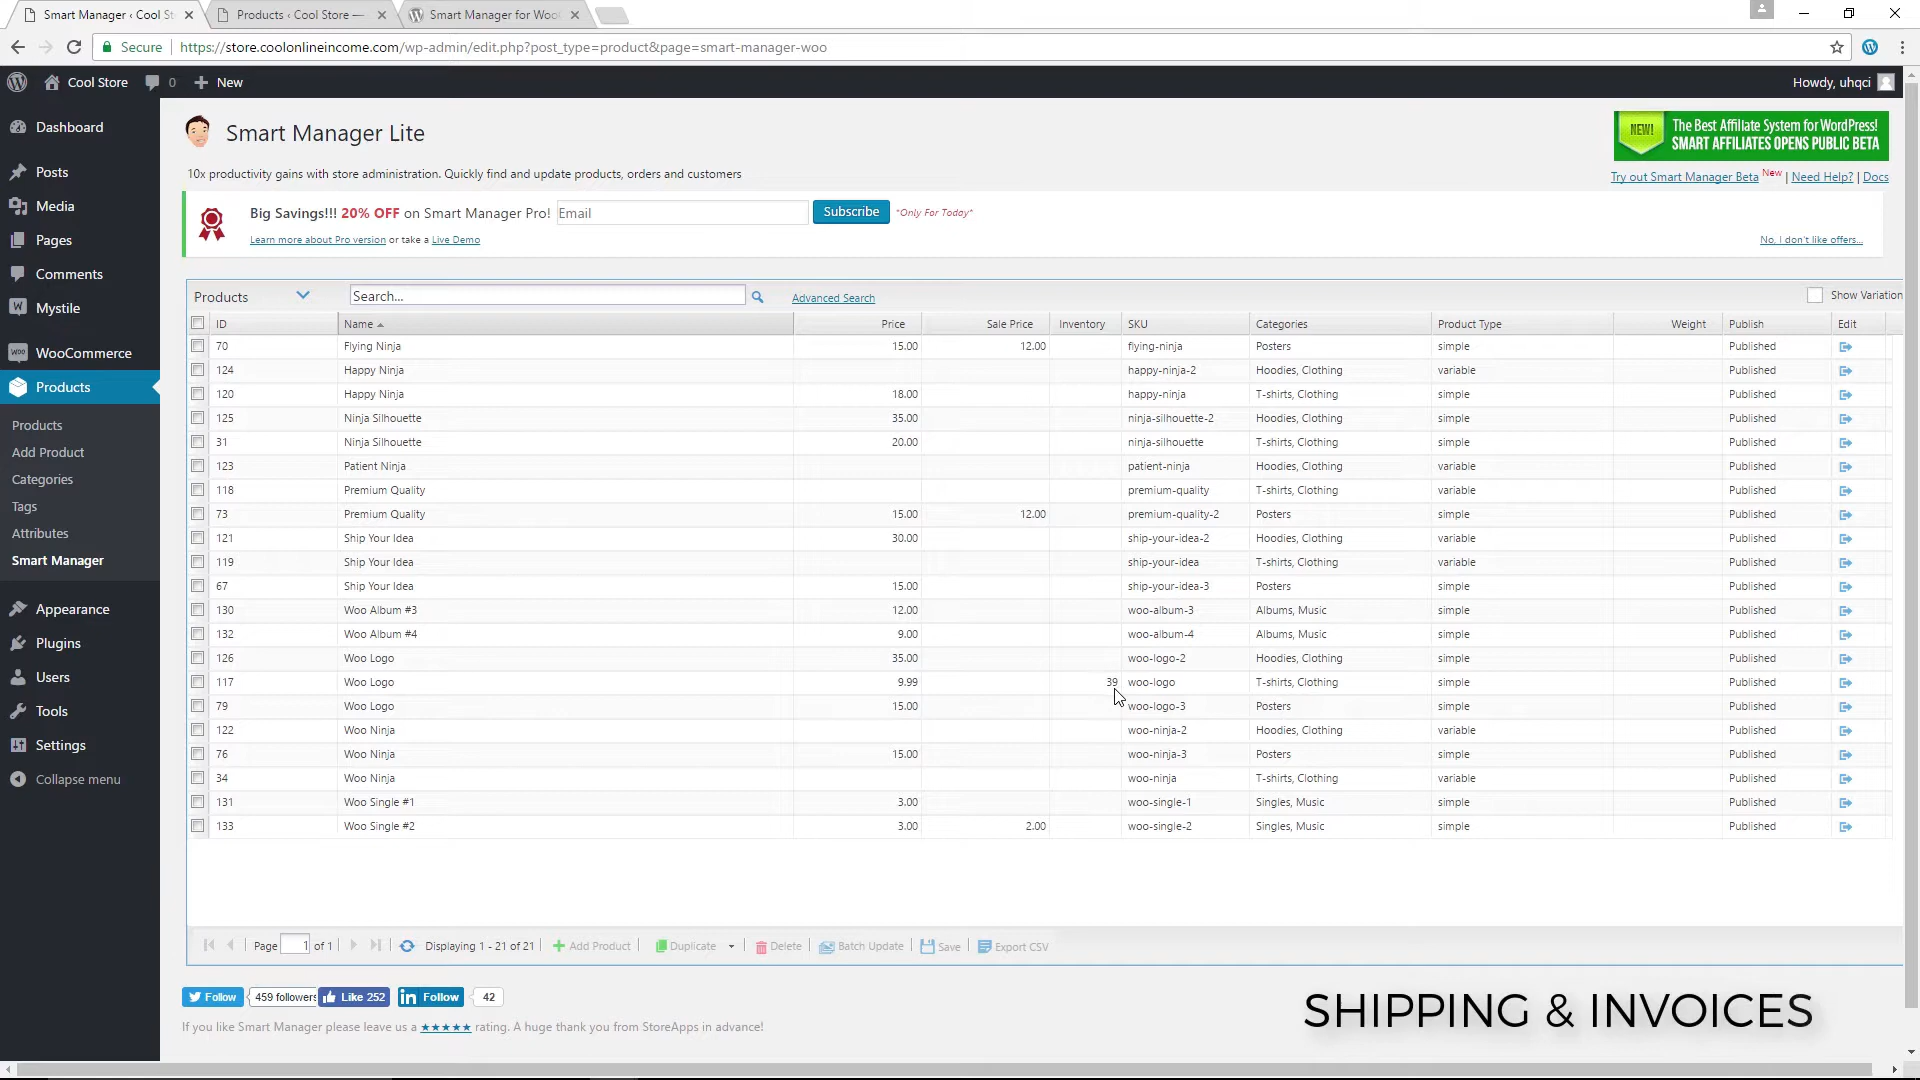 Smart Manager ‹ Cool St
Products ‹ Cool Store —
Smart Manager for Woo
Secure
https://store.coolonlineincome.com/wp-admin/edit.php?post_type=product&page=smart-manager-woo
Cool Store
0
New
Howdy, uhqci
Dashboard
Posts
Media
Pages
Comments
Mystile
WooCommerce
Products
Products
Add Product
Categories
Tags
Attributes
Smart Manager
Appearance
Plugins
Users
Tools
Settings
Collapse menu
Smart Manager Lite
NEW! The Best Affiliate System for WordPress!
SMART AFFILIATES OPENS PUBLIC BETA
10x productivity gains with store administration. Quickly find and update products, orders and customers
Try out Smart Manager Beta New | Need Help? | Docs
Big Savings!!! 20% OFF on Smart Manager Pro! Email Subscribe *Only For Today*
Learn more about Pro version or take a Live Demo
No, I don't like offers...
Products Search... Advanced Search Show Variation
ID Name Price Sale Price Inventory SKU Categories Product Type Weight Publish Edit
70 Flying Ninja 15.00 12.00 flying-ninja Posters simple Published
124 Happy Ninja happy-ninja-2 Hoodies, Clothing variable Published
120 Happy Ninja 18.00 happy-ninja T-shirts, Clothing simple Published
125 Ninja Silhouette 35.00 ninja-silhouette-2 Hoodies, Clothing simple Published
31 Ninja Silhouette 20.00 ninja-silhouette T-shirts, Clothing simple Published
123 Patient Ninja patient-ninja Hoodies, Clothing variable Published
118 Premium Quality premium-quality T-shirts, Clothing variable Published
73 Premium Quality 15.00 12.00 premium-quality-2 Posters simple Published
121 Ship Your Idea 30.00 ship-your-idea-2 Hoodies, Clothing variable Published
119 Ship Your Idea ship-your-idea T-shirts, Clothing variable Published
67 Ship Your Idea 15.00 ship-your-idea-3 Posters simple Published
130 Woo Album #3 12.00 woo-album-3 Albums, Music simple Published
132 Woo Album #4 9.00 woo-album-4 Albums, Music simple Published
126 Woo Logo 35.00 woo-logo-2 Hoodies, Clothing simple Published
117 Woo Logo 9.99 39 woo-logo T-shirts, Clothing simple Published
79 Woo Logo 15.00 woo-logo-3 Posters simple Published
122 Woo Ninja woo-ninja-2 Hoodies, Clothing variable Published
76 Woo Ninja 15.00 woo-ninja-3 Posters simple Published
34 Woo Ninja woo-ninja T-shirts, Clothing variable Published
131 Woo Single #1 3.00 woo-single-1 Singles, Music simple Published
133 Woo Single #2 3.00 2.00 woo-single-2 Singles, Music simple Published
Page 1 of 1 Displaying 1 - 21 of 21 Add Product Duplicate Delete Batch Update Save Export CSV
Follow 459 followers Like 252 in Follow 42
If you like Smart Manager please leave us a ★★★★★ rating. A huge thank you from StoreApps in advance!
SHIPPING & INVOICES